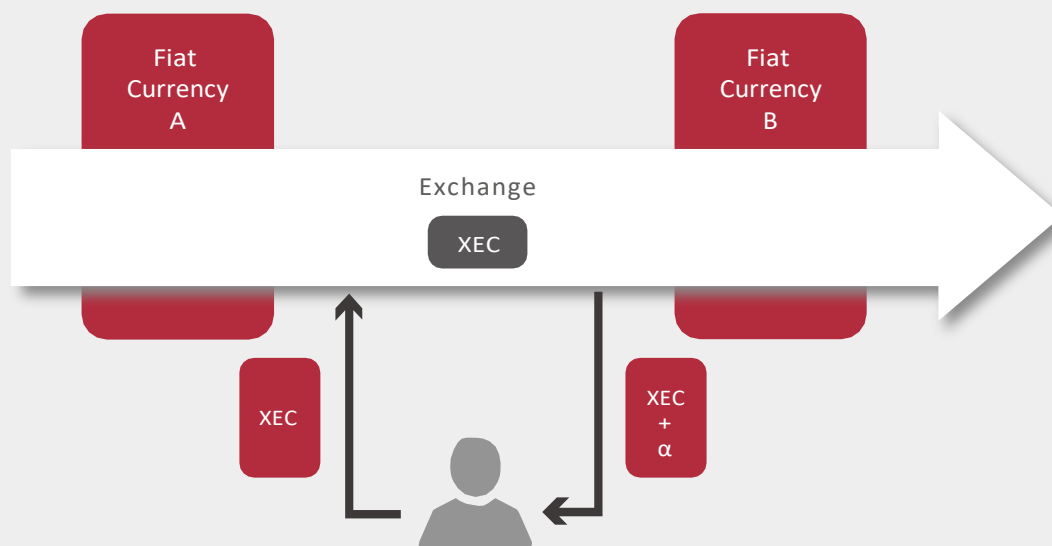 Fiat
Currency
A
Fiat
Currency
B
Exchange
XEC
XEC
XEC
+
α